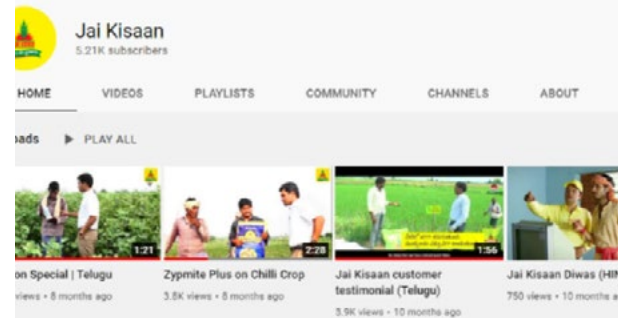 Jai Kisaan
5.21K subscribers
HOME VIDEOS PLAYLISTS COMMUNITY CHANNELS ABOUT
oads PLAY ALL
1:21 2:28 1:56
on Special | Telugu
views • 8 months ago
Zypmite Plus on Chilli Crop
3.8K views • 8 months ago
Jai Kisaan customer
testimonial (Telugu)
3.9K views • 10 months ago
Jai Kisaan Diwas (HIN
750 views • 10 months a